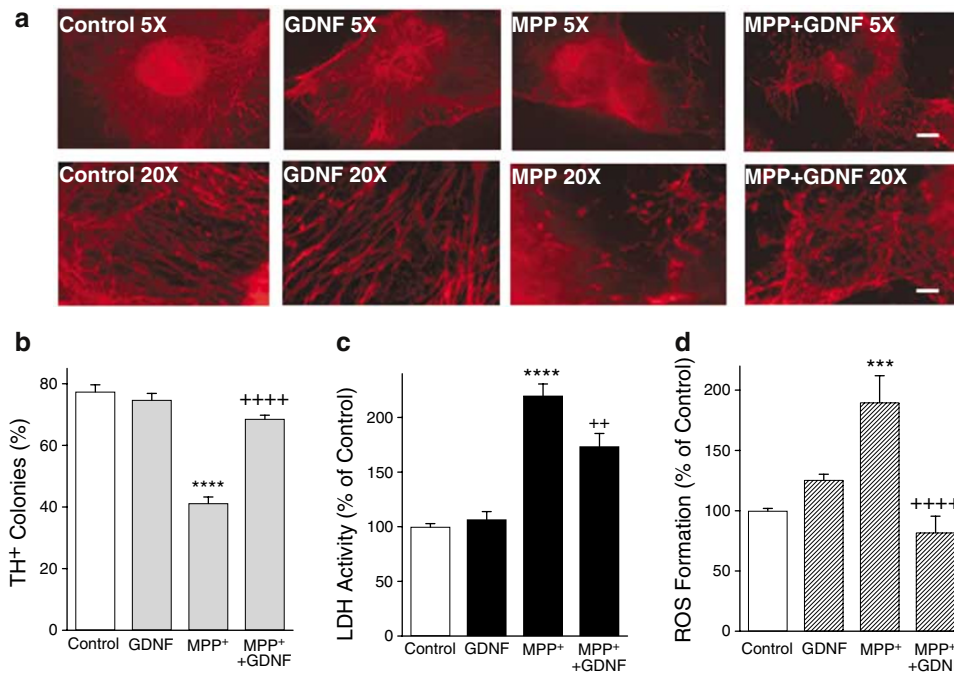 a
Control 5X GDNF 5X MPP 5X MPP+GDNF 5X
Control 20X GDNF 20X MPP 20X MPP+GDNF 20X
b
TH+ Colonies (%)
80
60
40
20
0
****
++++
Control GDNF MPP+ MPP+
+GDNF
c
LDH Activity (% of Control)
200
150
100
50
0
****
++
Control GDNF MPP+ MPP+
+GDNF
d
ROS Formation (% of Control)
200
150
100
50
0
***
++++
Control GDNF MPP+ MPP+
+GDN